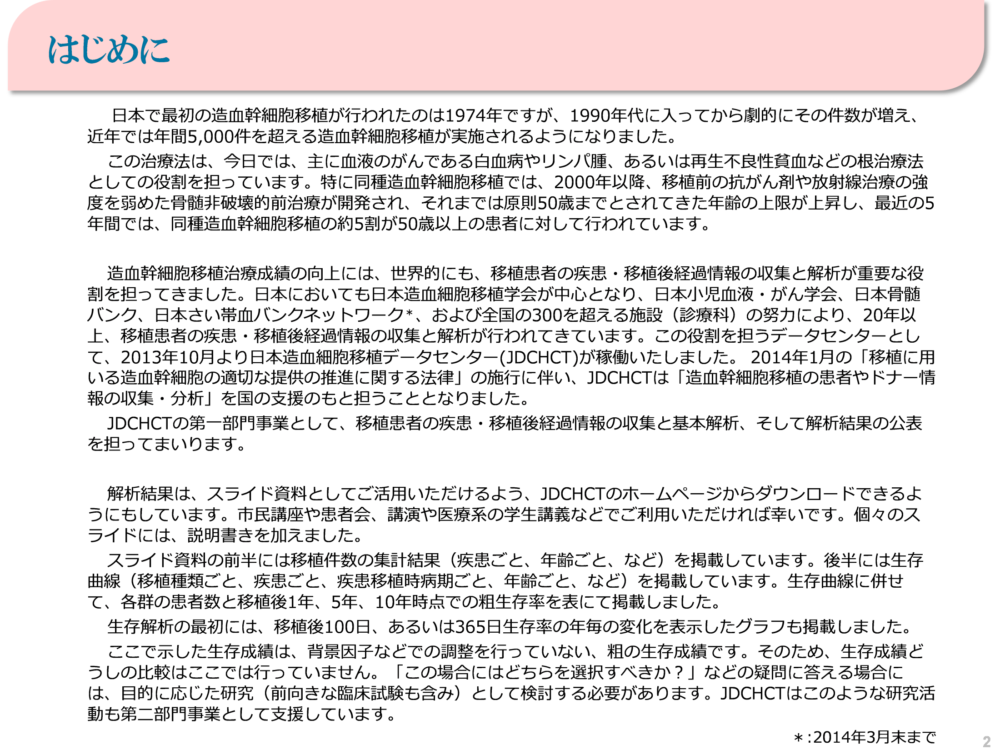 はじめに
日本で最初の造血幹細胞移植が行われたのは1974年ですが、1990年代に入ってから劇的にその件数が増え、
近年では年間5,000件を超える造血幹細胞移植が実施されるようになりました。
この治療法は、今日では、主に血液のがんである白血病やリンパ腫、あるいは再生不良性貧血などの根治療法
としての役割を担っています。特に同種造血幹細胞移植では、2000年以降、移植前の抗がん剤や放射線治療の強
度を弱めた骨髄非破壊的前治療が開発され、それまでは原則50歳までとされてきた年齢の上限が上昇し、最近の5
年間では、同種造血幹細胞移植の約5割が50歳以上の患者に対して行われています。
造血幹細胞移植治療成績の向上には、世界的にも、移植患者の疾患・移植後経過情報の収集と解析が重要な役
割を担ってきました。日本においても日本造血細胞移植学会が中心となり、日本小児血液・がん学会、日本骨髄
バンク、日本さい帯血バンクネットワーク*、および全国の300を超える施設（診療科）の努力により、20年以
上、移植患者の疾患・移植後経過情報の収集と解析が行われてきています。この役割を担うデータセンターとし
て、2013年10月より日本造血細胞移植データセンター(JDCHCT)が稼働いたしました。 2014年1月の「移植に用
いる造血幹細胞の適切な提供の推進に関する法律」の施行に伴い、JDCHCTは「造血幹細胞移植の患者やドナー情
報の収集・分析」を国の支援のもと担うこととなりました。
JDCHCTの第一部門事業として、移植患者の疾患・移植後経過情報の収集と基本解析、そして解析結果の公表
を担ってまいります。
解析結果は、スライド資料としてご活用いただけるよう、JDCHCTのホームページからダウンロードできるよ
うにもしています。市民講座や患者会、講演や医療系の学生講義などでご利用いただければ幸いです。個々のス
ライドには、説明書きを加えました。
スライド資料の前半には移植件数の集計結果（疾患ごと、年齢ごと、など）を掲載しています。後半には生存
曲線（移植種類ごと、疾患ごと、疾患移植時病期ごと、年齢ごと、など）を掲載しています。生存曲線に併せ
て、各群の患者数と移植後1年、5年、10年時点での粗生存率を表にて掲載しました。
生存解析の最初には、移植後100日、あるいは365日生存率の年毎の変化を表示したグラフも掲載しました。
ここで示した生存成績は、背景因子などでの調整を行っていない、粗の生存成績です。そのため、生存成績ど
うしの比較はここでは行っていません。「この場合にはどちらを選択すべきか？」などの疑問に答える場合に
は、目的に応じた研究（前向きな臨床試験も含み）として検討する必要があります。JDCHCTはこのような研究活
動も第二部門事業として支援しています。
＊:2014年3月末まで
2